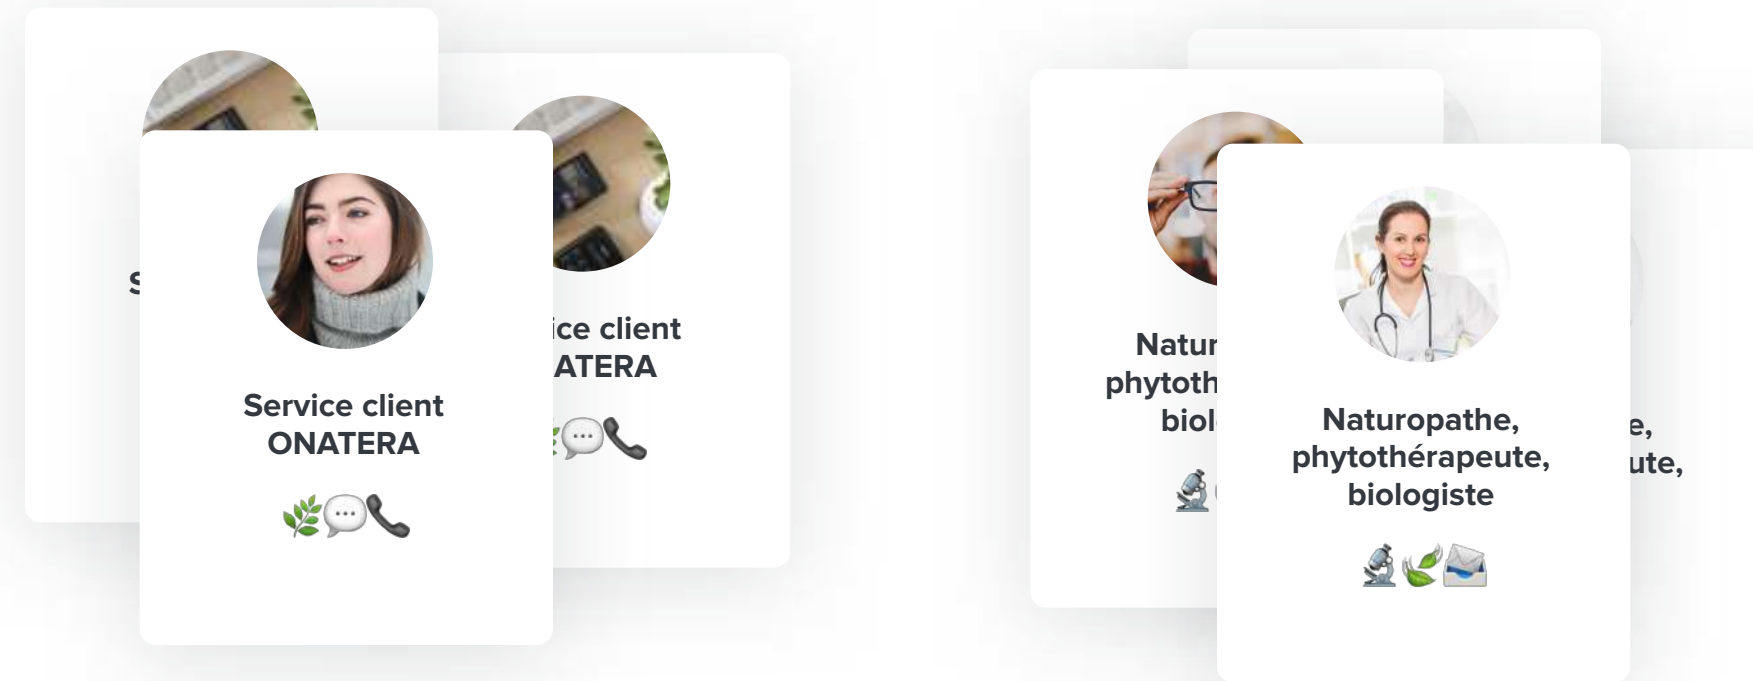 Service client
ONATERA
ice client
ATERA
S
Naturopathe,
phytothérapeute,
biologiste
Natur
phytoth
biol
e,
ute,